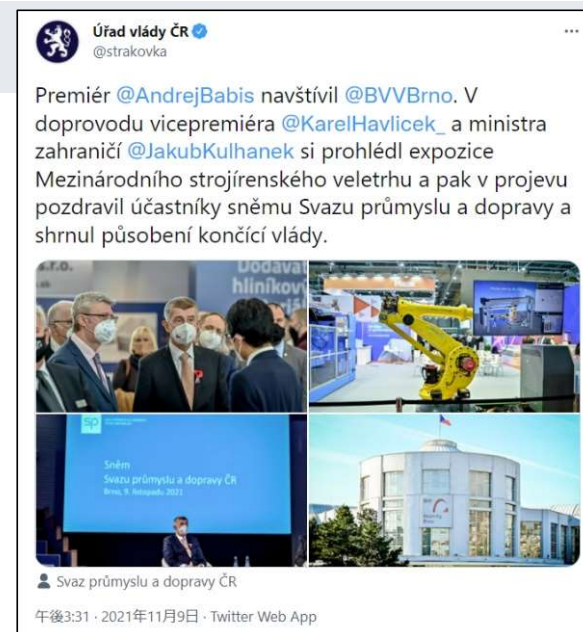 Úřad vlády ČR
@strakovka
Premiér @AndrejBabis navštívil @BVVBrno. V
doprovodu vicepremiéra @KarelHavlicek_ a ministra
zahraničí @JakubKulhanek si prohlédl expozice
Mezinárodního strojírenského veletrhu a pak v projevu
pozdravil účastníky sněmu Svazu průmyslu a dopravy a
shrnul působení končící vlády.
s.r.o.
Dodavat
hliníkový
sp
Sněm
Svazu průmyslu a dopravy ČR
Brno, 9. listopadu 2021
Svaz průmyslu a dopravy ČR
午後3:31 · 2021年11月9日 · Twitter Web App